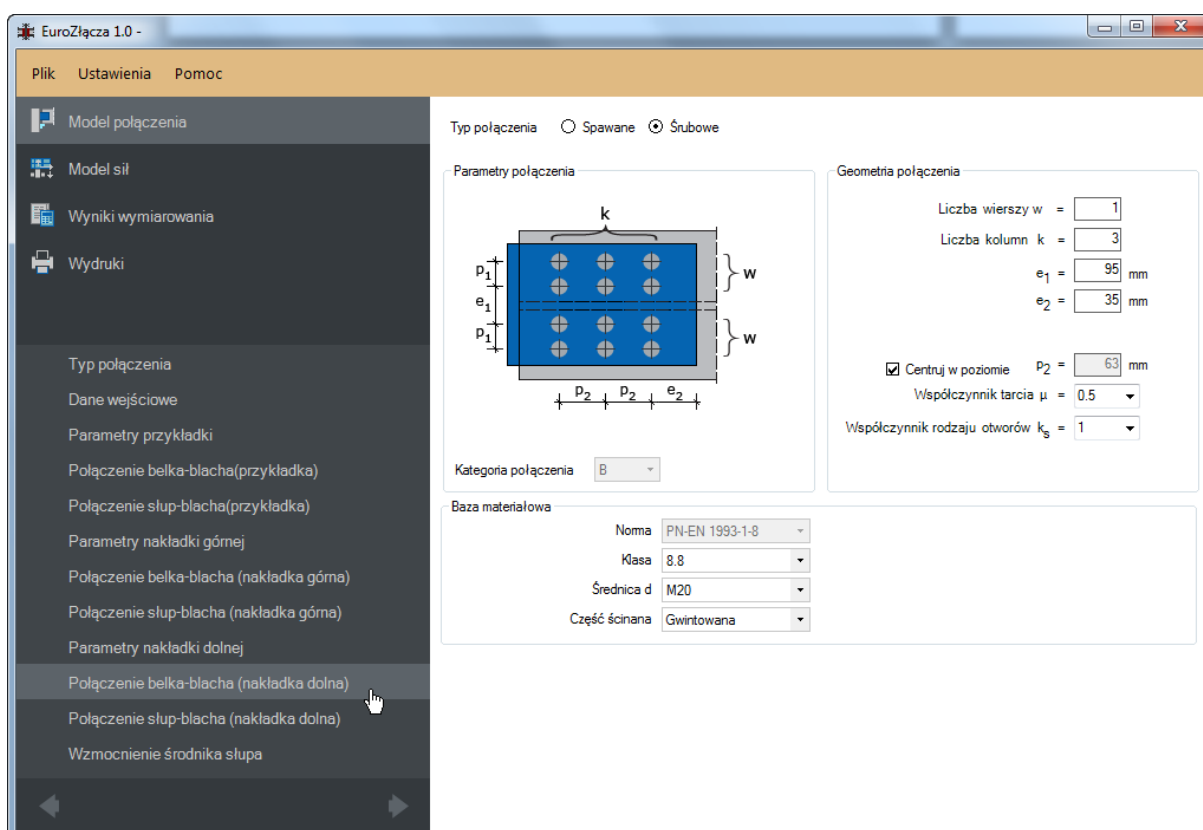 EuroZłącza 1.0 -
Plik Ustawienia Pomoc
Model połączenia
Model sił
Wyniki wymiarowania
Wydruki
Typ połączenia
Dane wejściowe
Parametry przykładki
Połączenie belka-blacha(przykładka)
Połączenie słup-blacha(przykładka)
Parametry nakładki górnej
Połączenie belka-blacha (nakładka górna)
Połączenie słup-blacha (nakładka górna)
Parametry nakładki dolnej
Połączenie belka-blacha (nakładka dolna)
Połączenie słup-blacha (nakładka dolna)
Wzmocnienie środnika słupa
Typ połączenia Spawane Śrubowe
Parametry połączenia
k
p1
e1
p1
w
w
p2 p2 e2
Kategoria połączenia B
Geometria połączenia
Liczba wierszy w = 1
Liczba kolumn k = 3
e1 = 95 mm
e2 = 35 mm
Centruj w poziomie p2 = 63 mm
Współczynnik tarcia μ = 0.5
Współczynnik rodzaju otworów ks = 1
Baza materiałowa
Norma PN-EN 1993-1-8
Klasa 8.8
Średnica d M20
Część ścinana Gwintowana